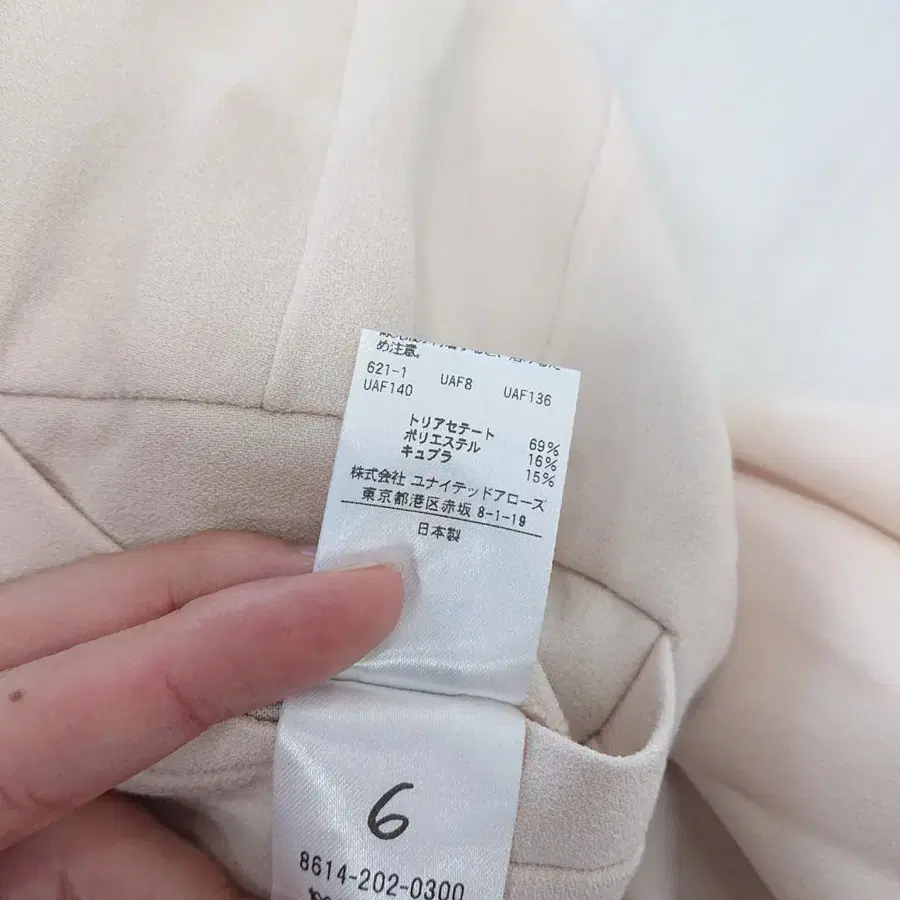 め注意。
621-1 UAF8 UAF136
UAF140
トリアセテート 69%
ポリエステル 16%
キュプラ 15%
株式会社 ユナイテッドアローズ
東京都港区赤坂 8-1-19
日本製
6
8614-202-0300